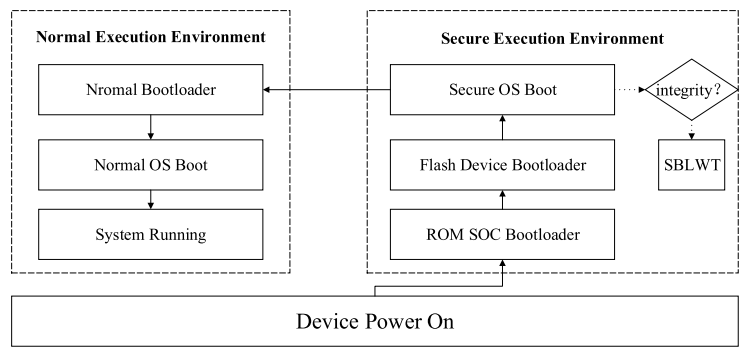 Normal Execution Environment
Nromal Bootloader
Normal OS Boot
System Running
Secure Execution Environment
Secure OS Boot
integrity?
Flash Device Bootloader
SBLWT
ROM SOC Bootloader
Device Power On